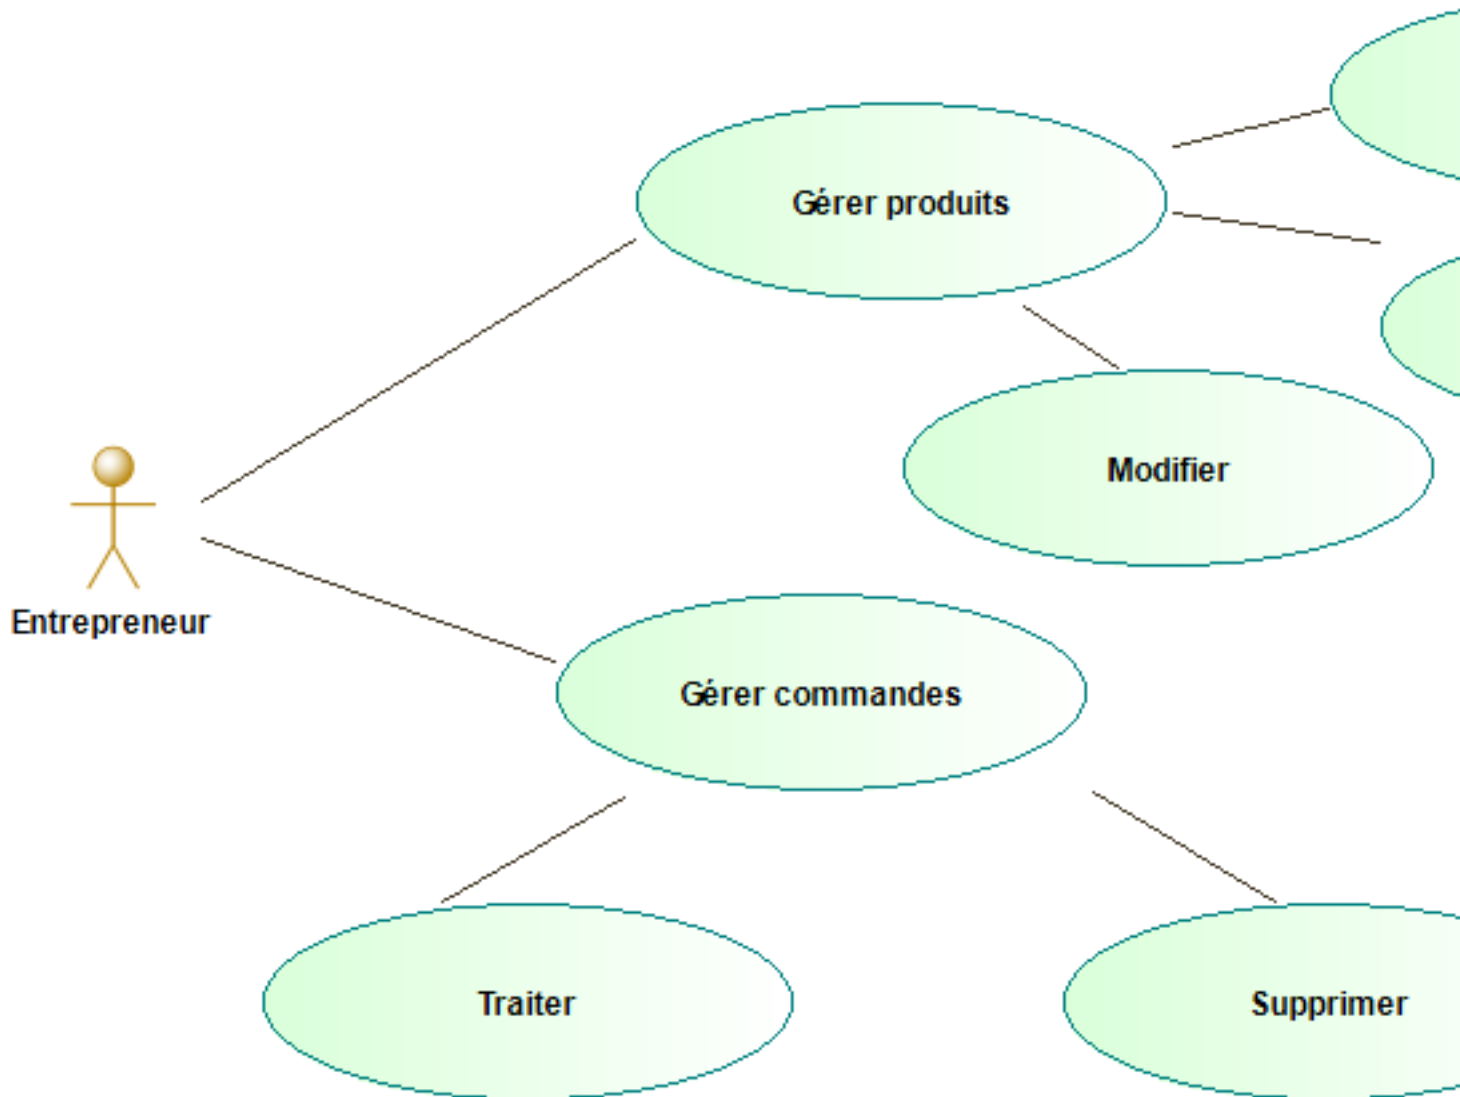 Gérer produits
Modifier
Entrepreneur
Gérer commandes
Traiter
Supprimer